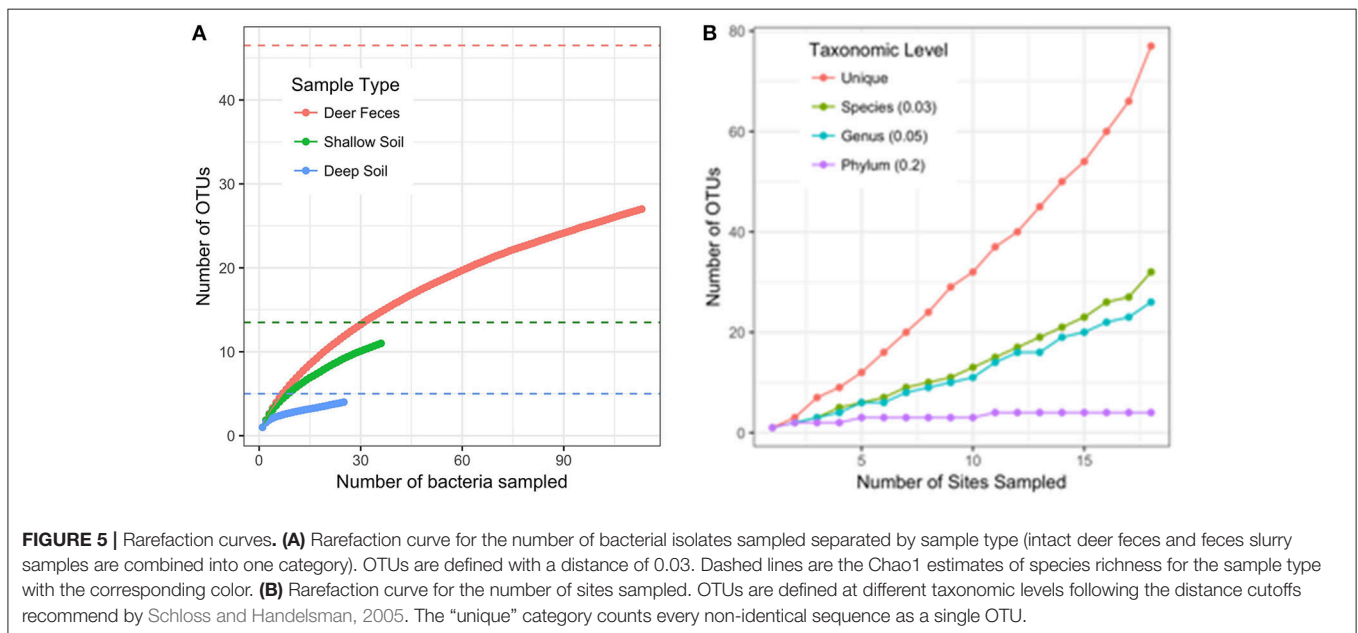 A
Sample Type
Deer Feces
Shallow Soil
Deep Soil
Number of OTUs
40
30
20
10
0
0 30 60 90
Number of bacteria sampled
B
Taxonomic Level
Unique
Species (0.03)
Genus (0.05)
Phylum (0.2)
Number of OTUs
80
60
40
20
0
5 10 15
Number of Sites Sampled
FIGURE 5 | Rarefaction curves. (A) Rarefaction curve for the number of bacterial isolates sampled separated by sample type (intact deer feces and feces slurry
samples are combined into one category). OTUs are defined with a distance of 0.03. Dashed lines are the Chao1 estimates of species richness for the sample type
with the corresponding color. (B) Rarefaction curve for the number of sites sampled. OTUs are defined at different taxonomic levels following the distance cutoffs
recommend by Schloss and Handelsman, 2005. The “unique” category counts every non-identical sequence as a single OTU.